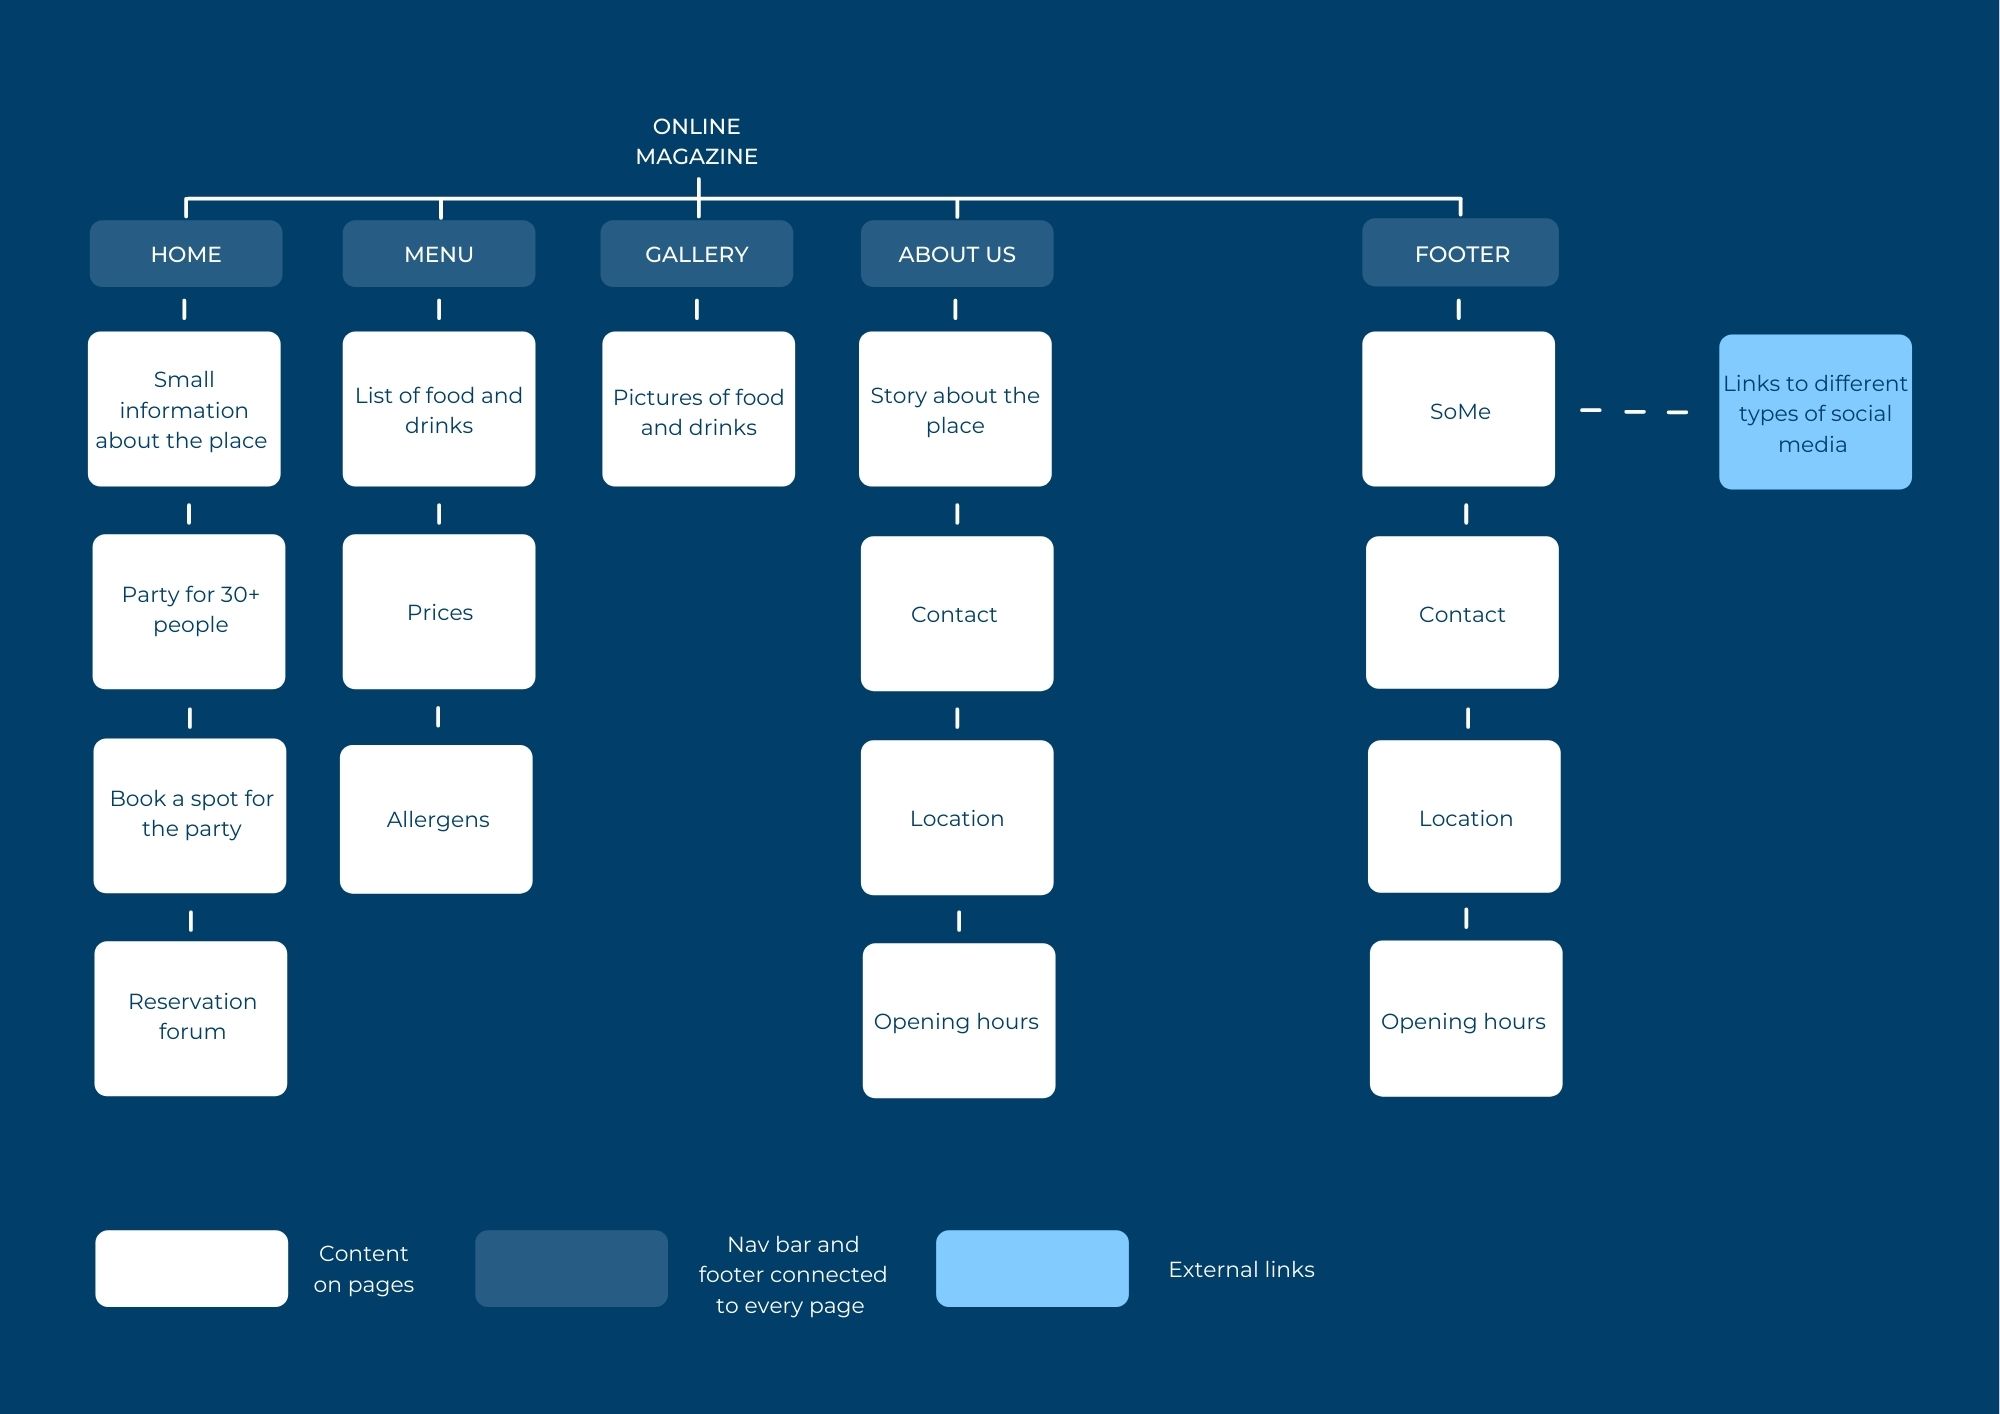 ONLINE
MAGAZINE
HOME
MENU
GALLERY
ABOUT US
FOOTER
Small
information
about the place
List of food and
drinks
Pictures of food
and drinks
Story about the
place
SoMe
Links to different
types of social
media
Party for 30+
people
Prices
Contact
Contact
Book a spot for
the party
Allergens
Location
Location
Reservation
forum
Opening hours
Opening hours
Content
on pages
Nav bar and
footer connected
to every page
External links